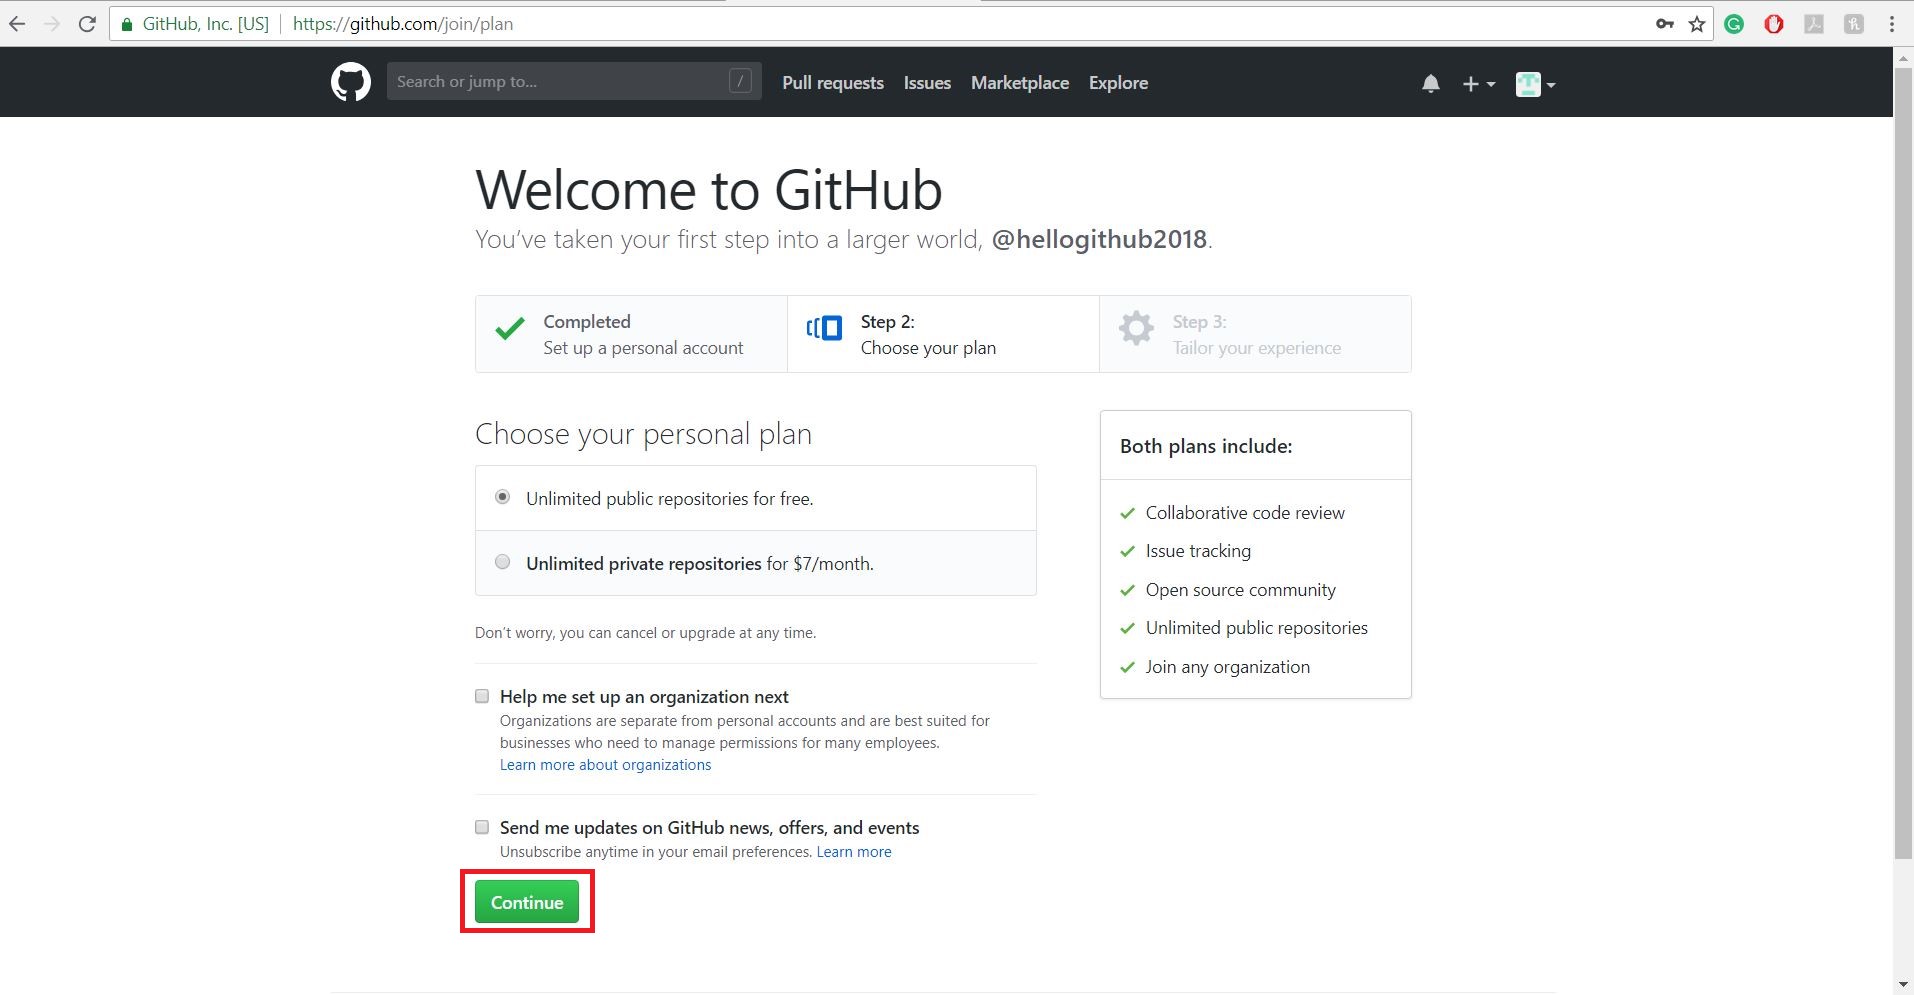 GitHub, Inc. [US] https://github.com/join/plan
Search or jump to... / Pull requests Issues Marketplace Explore
Welcome to GitHub
You've taken your first step into a larger world, @hellogithub2018.
Completed
Set up a personal account
Step 2:
Choose your plan
Step 3:
Tailor your experience
Choose your personal plan
Unlimited public repositories for free.
Unlimited private repositories for $7/month.
Don't worry, you can cancel or upgrade at any time.
Help me set up an organization next
Organizations are separate from personal accounts and are best suited for
businesses who need to manage permissions for many employees.
Learn more about organizations
Send me updates on GitHub news, offers, and events
Unsubscribe anytime in your email preferences. Learn more
Continue
Both plans include:
Collaborative code review
Issue tracking
Open source community
Unlimited public repositories
Join any organization